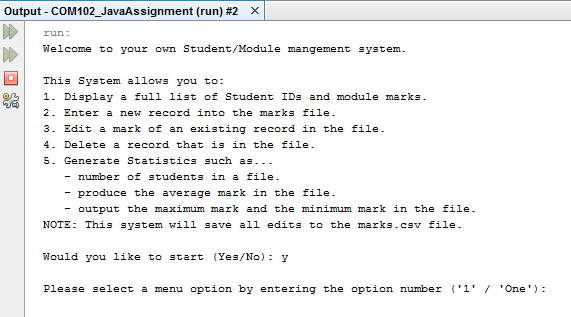 Output - COM102_JavaAssignment (run) #2 ×
run:
Welcome to your own Student/Module mangement system.
This System allows you to:
1. Display a full list of Student IDs and module marks.
2. Enter a new record into the marks file.
3. Edit a mark of an existing record in the file.
4. Delete a record that is in the file.
5. Generate Statistics such as...
- number of students in a file.
- produce the average mark in the file.
- output the maximum mark and the minimum mark in the file.
NOTE: This system will save all edits to the marks.csv file.
Would you like to start (Yes/No): y
Please select a menu option by entering the option number ('1' / 'One'):